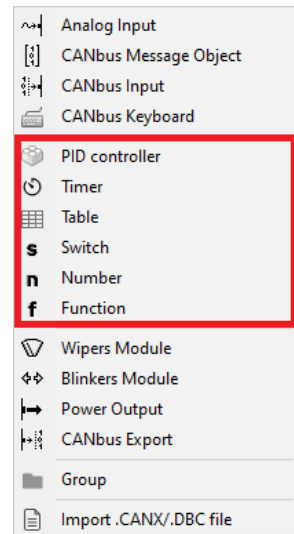 Analog Input
CANbus Message Object
CANbus Input
CANbus Keyboard
PID controller
Timer
Table
s Switch
n Number
f Function
Wipers Module
Blinkers Module
Power Output
CANbus Export
Group
Import .CANX/.DBC file